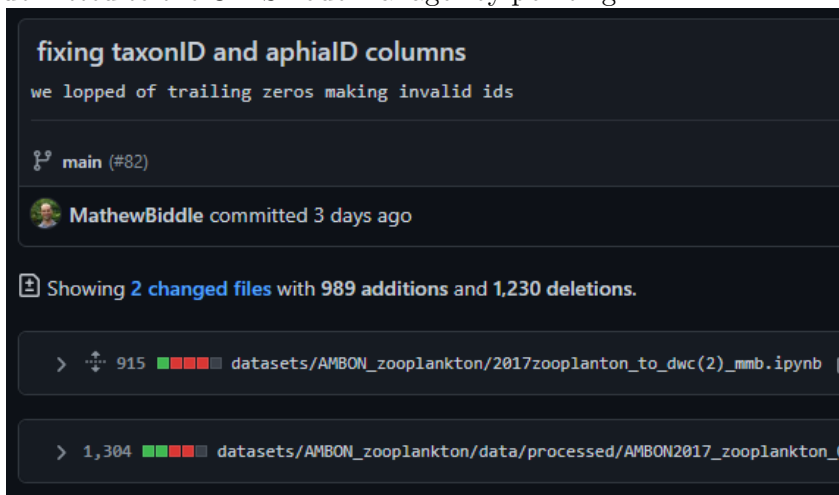 fixing taxonID and aphiaID columns
we lopped of trailing zeros making invalid ids
main (#82)
MathewBiddle committed 3 days ago
Showing 2 changed files with 989 additions and 1,230 deletions.
915 datasets/AMBON_zooplankton/2017zooplanton_to_dwc(2)_mmb.ipynb
1,304 datasets/AMBON_zooplankton/data/processed/AMBON2017_zooplankton_